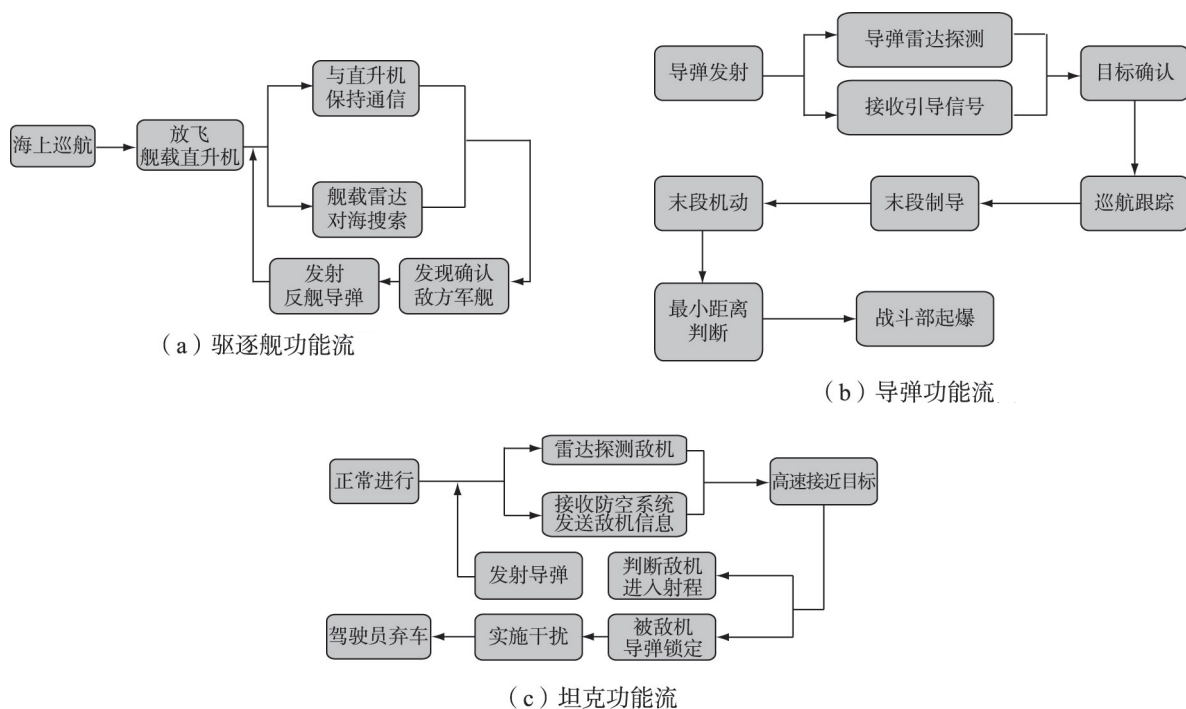 海上巡航
放飞
舰载直升机
与直升机
保持通信
舰载雷达
对海搜索
发射
反舰导弹
发现确认
敌方军舰
（a）驱逐舰功能流
导弹发射
导弹雷达探测
接收引导信号
目标确认
末段机动
末段制导
巡航跟踪
最小距离
判断
战斗部起爆
（b）导弹功能流
正常进行
雷达探测敌机
接收防空系统
发送敌机信息
高速接近目标
发射导弹
判断敌机
进入射程
驾驶员弃车
实施干扰
被敌机
导弹锁定
（c）坦克功能流